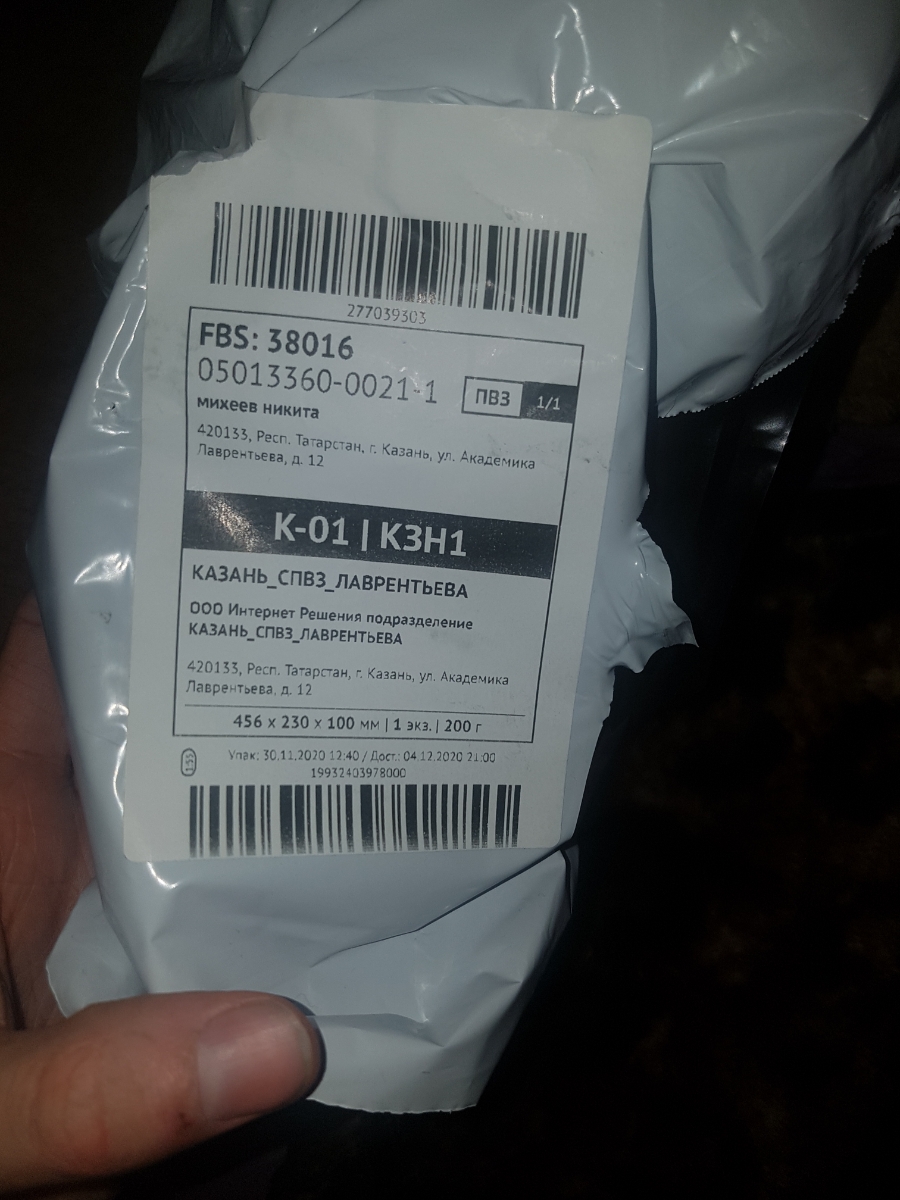 277039303
FBS: 38016
05013360-0021-1
ПВЗ 1/1
михеев никита
420133, Респ. Татарстан, г. Казань, ул. Академика
Лаврентьева, д. 12
К-01 | КЗН1
КАЗАНЬ_СПВЗ_ЛАВРЕНТЬЕВА
ООО Интернет Решения подразделение
КАЗАНЬ_СПВЗ_ЛАВРЕНТЬЕВА
420133, Респ. Татарстан, г. Казань, ул. Академика
Лаврентьева, д. 12
456 x 230 x 100 мм | 1 экз. | 200 г
Упак: 30.11.2020 12:40 / Дост.: 04.12.2020 21:00
19932403978000